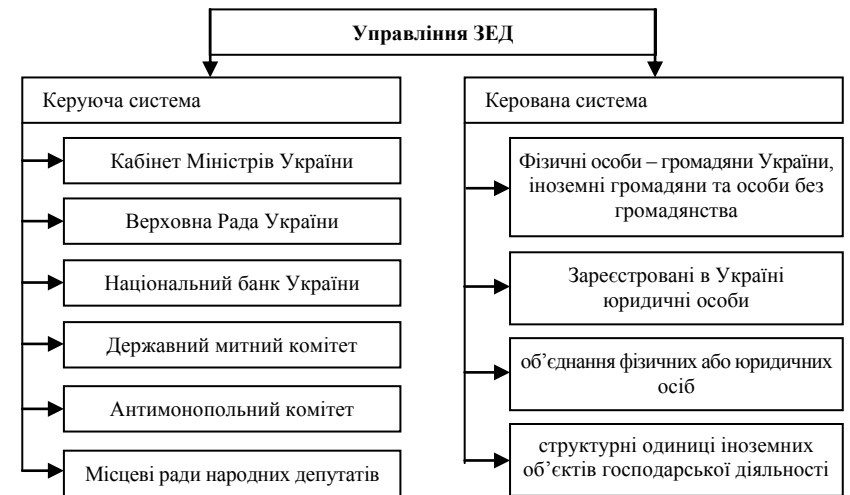 Управління ЗЕД
Керуюча система
Кабінет Міністрів України
Верховна Рада України
Національний банк України
Державний митний комітет
Антимонопольний комітет
Місцеві ради народних депутатів
Керована система
Фізичні особи – громадяни України,
іноземні громадяни та особи без
громадянства
Зареєстровані в Україні
юридичні особи
об’єднання фізичних або юридичних
осіб
структурні одиниці іноземних
об’єктів господарської діяльності